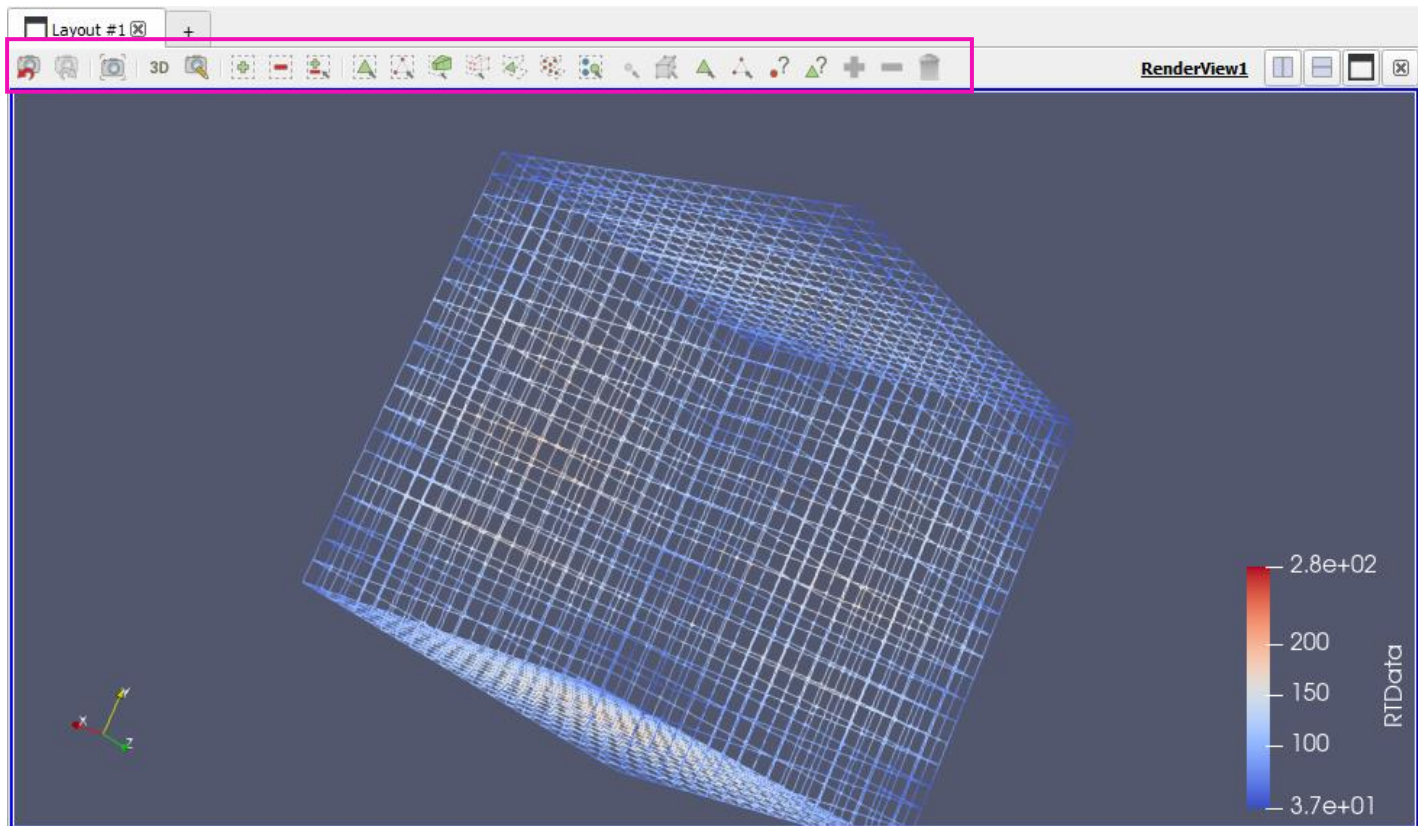 Layout #1
+
3D
? ?
RenderView1
2.8e+02
200
150
100
3.7e+01
RTData
Y
X
Z